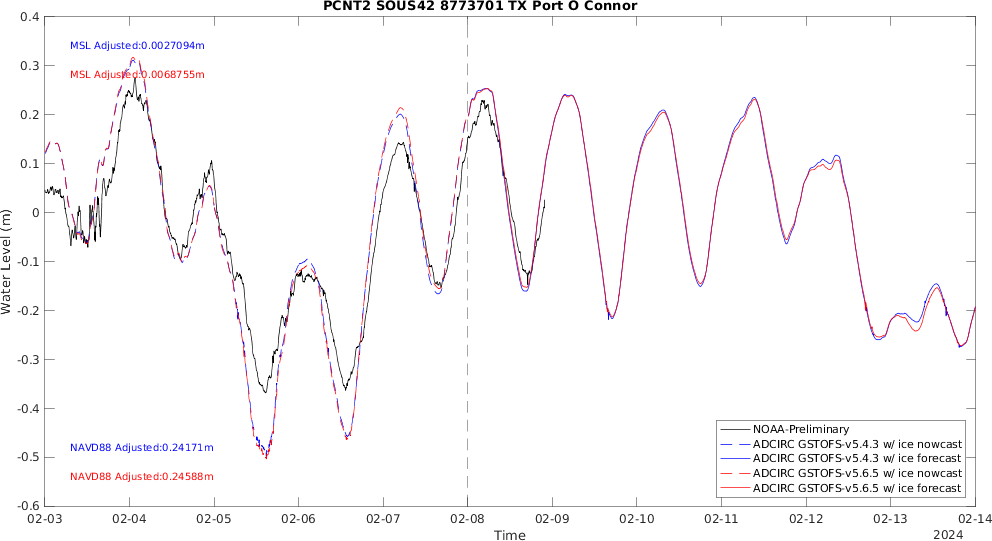 PCNT2 SOUS42 8773701 TX Port O Connor
MSL Adjusted:0.0027094m
MSL Adjusted:0.0068755m
NAVD88 Adjusted:0.24171m
NAVD88 Adjusted:0.24588m
Water Level (m)
0.4
0.3
0.2
0.1
0
-0.1
-0.2
-0.3
-0.4
-0.5
-0.6
NOAA-Preliminary
ADCIRC GSTOFS-v5.4.3 w/ ice nowcast
ADCIRC GSTOFS-v5.4.3 w/ ice forecast
ADCIRC GSTOFS-v5.6.5 w/ ice nowcast
ADCIRC GSTOFS-v5.6.5 w/ ice forecast
02-03 02-04 02-05 02-06 02-07 02-08 02-09 02-10 02-11 02-12 02-13 02-14
Time
2024